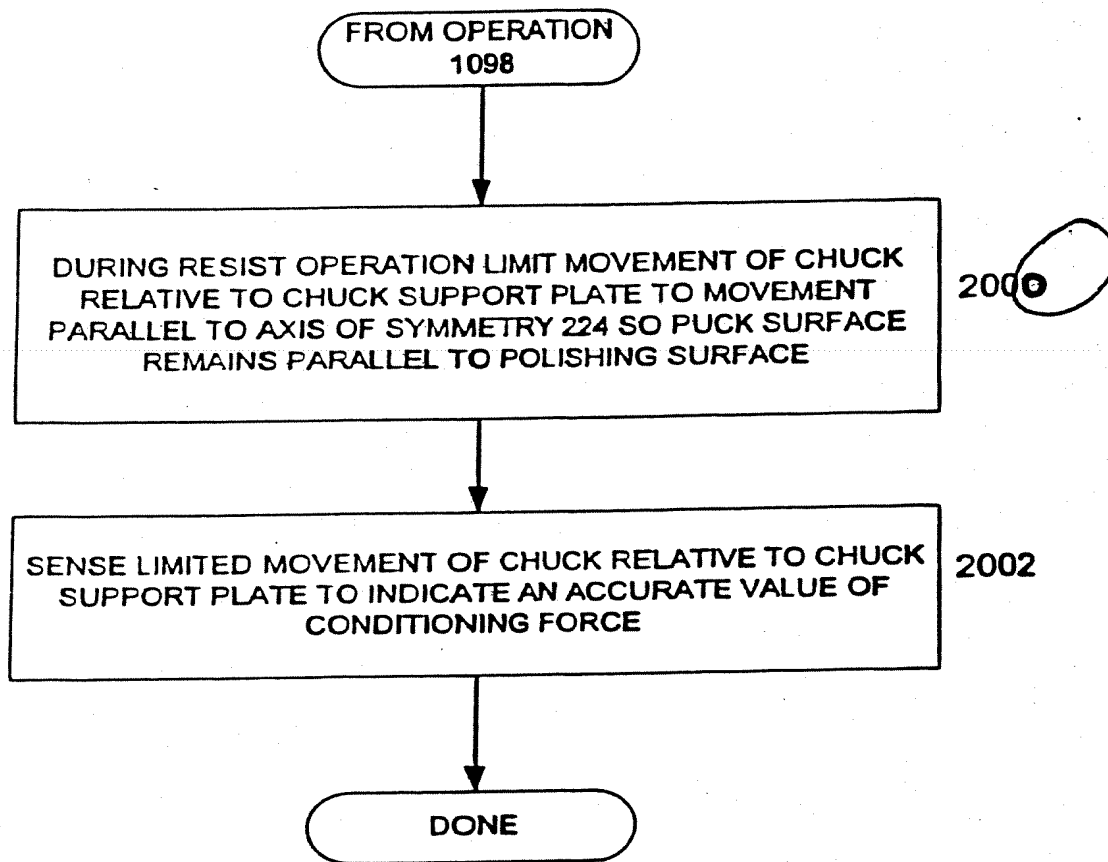 FROM OPERATION
1098
DURING RESIST OPERATION LIMIT MOVEMENT OF CHUCK
RELATIVE TO CHUCK SUPPORT PLATE TO MOVEMENT
PARALLEL TO AXIS OF SYMMETRY 224 SO PUCK SURFACE
REMAINS PARALLEL TO POLISHING SURFACE
2000
SENSE LIMITED MOVEMENT OF CHUCK RELATIVE TO CHUCK
SUPPORT PLATE TO INDICATE AN ACCURATE VALUE OF
CONDITIONING FORCE
2002
DONE